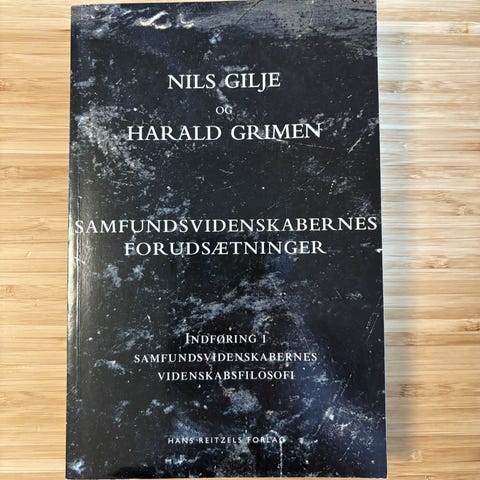 NILS GILJE
OG
HARALD GRIMEN
SAMFUNDSVIDENSKABERNES
FORUDSÆTNINGER
INDFØRING I
SAMFUNDSVIDENSKABERNES
VIDENSKABSFILOSOFI
HANS REITZELS FORLAG